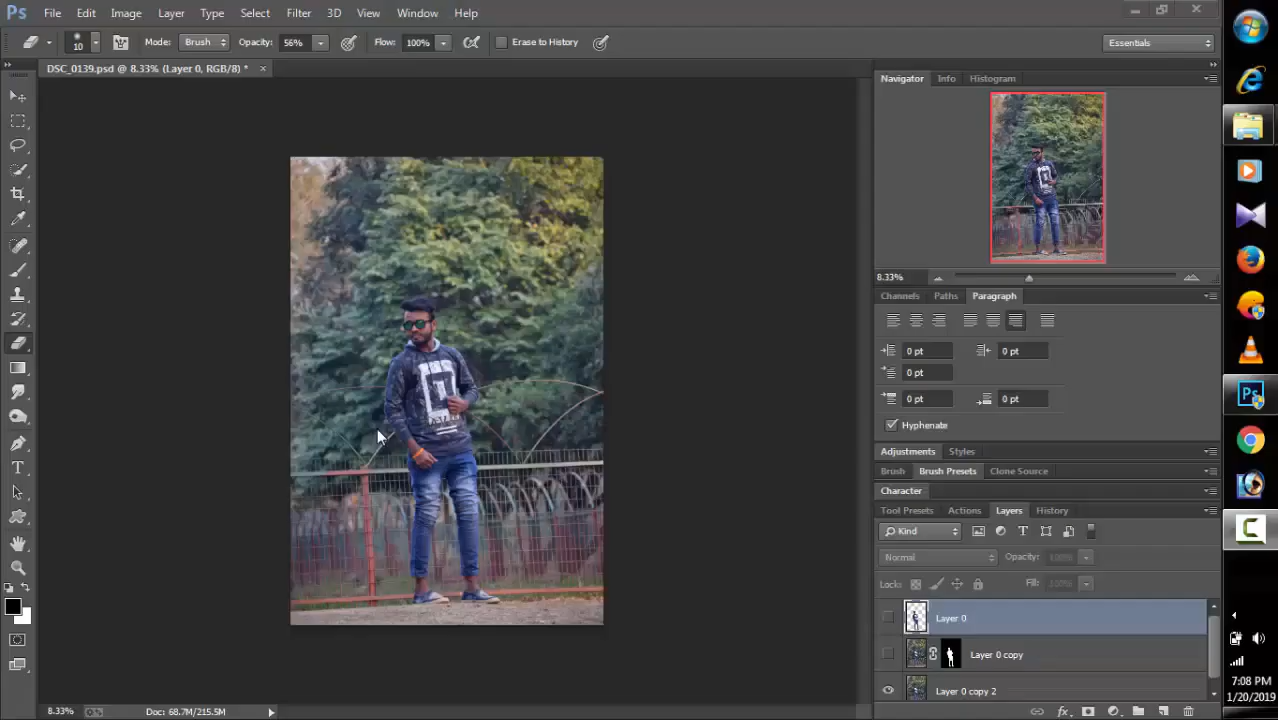 Ps File Edit Image Layer Type Select Filter 3D View Window Help
10 Mode: Brush Opacity: 56% Flow: 100% Erase to History Essentials
DSC_0139.psd @ 8.33% (Layer 0, RGB/8) *
Navigator Info Histogram
8.33%
Channels Paths Paragraph
0 pt 0 pt
0 pt
0 pt 0 pt
Hyphenate
Adjustments Styles
Brush Brush Presets Clone Source
Character
Tool Presets Actions Layers History
Kind
Normal Opacity: 100%
Lock: Fill: 100%
Layer 0
Layer 0 copy
Layer 0 copy 2
8.33% Doc: 68.7M/215.5M
7:08 PM
1/20/2019